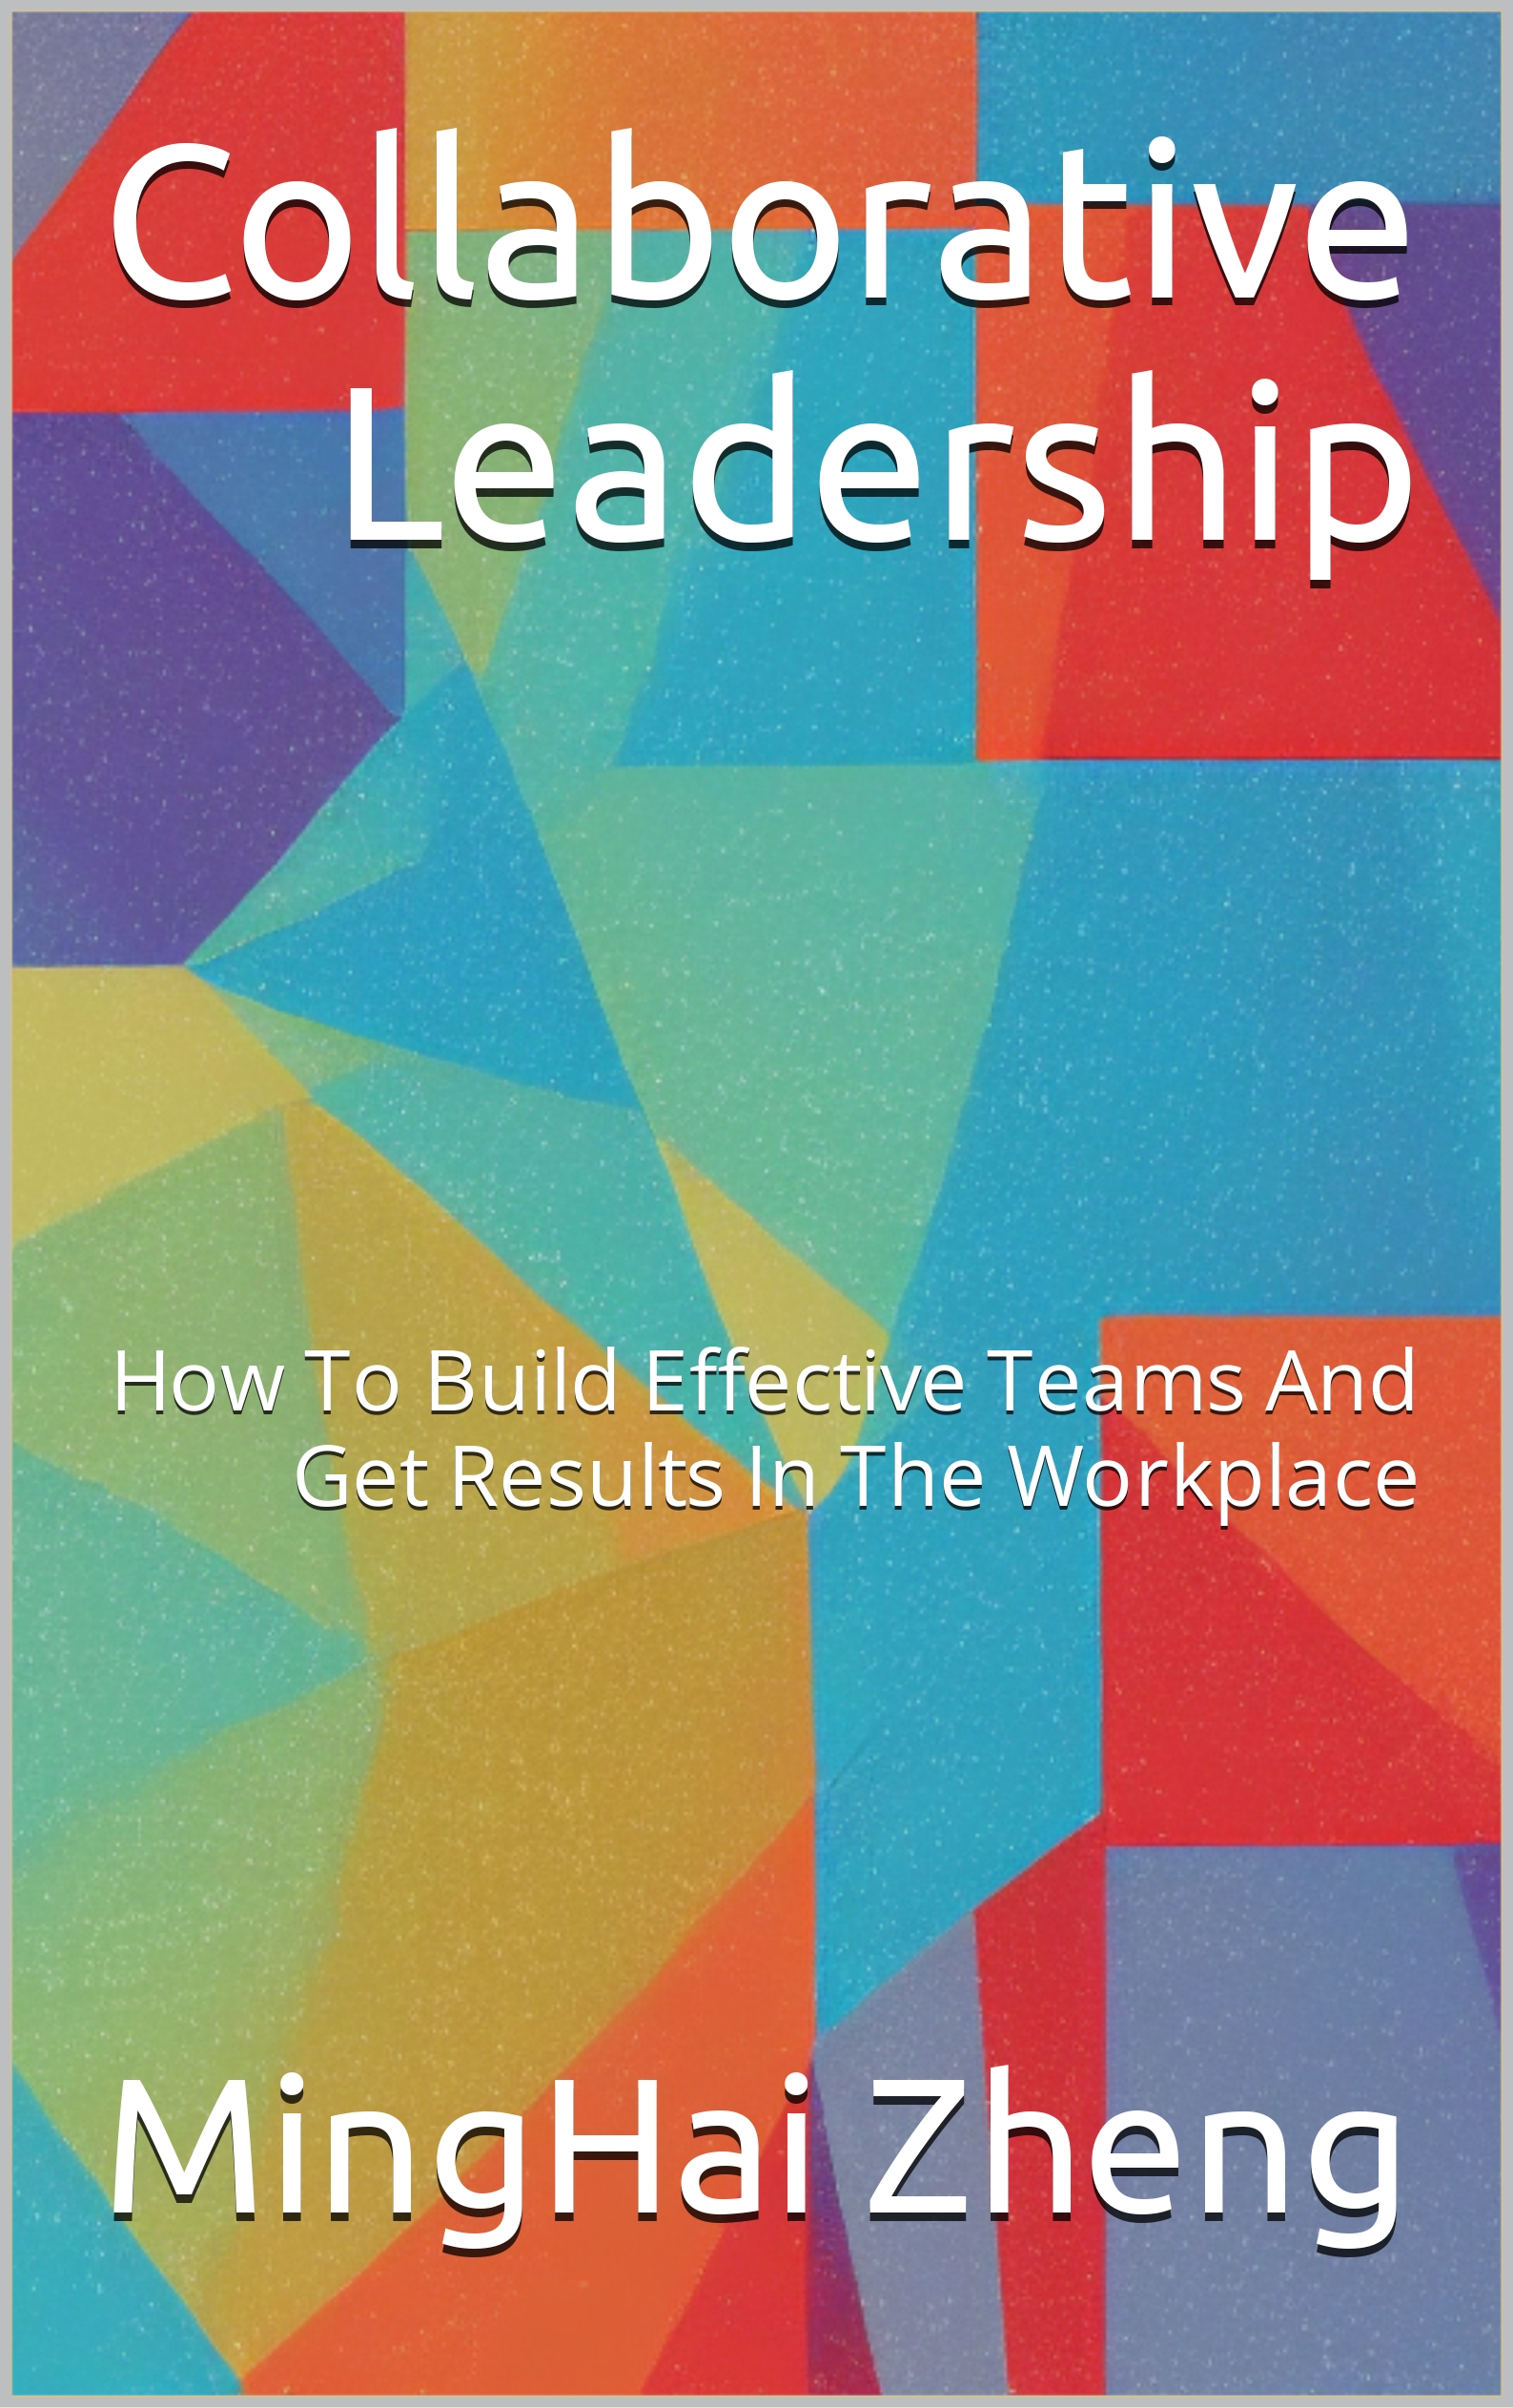 Collaborative
Leadership
How To Build Effective Teams And
Get Results In The Workplace
MingHai Zheng